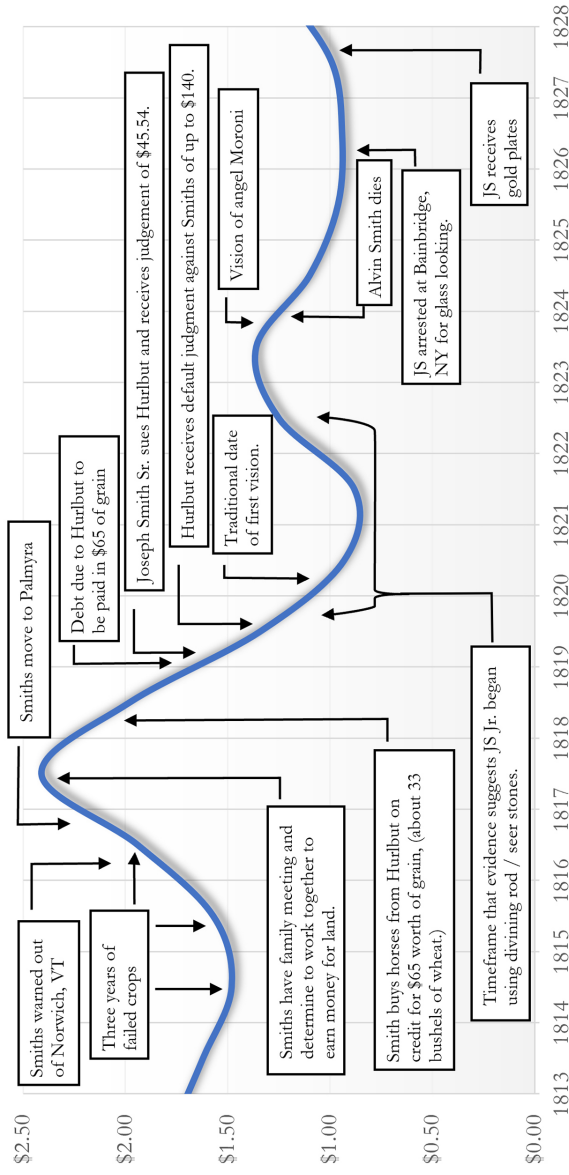 $2.50
$2.00
$1.50
$1.00
$0.50
$0.00
Smiths warned out
of Norwich, VT
Three years of
failed crops
Smiths move to Palmyra
Debt due to Hurlbut to
be paid in $65 of grain
Joseph Smith Sr. sues Hurlbut and receives judgement of $45.54.
Hurlbut receives default judgment against Smiths of up to $140.
Traditional date
of first vision.
Vision of angel Moroni
Alvin Smith dies
Smiths have family meeting and
determine to work together to
earn money for land.
Smith buys horses from Hurlbut on
credit for $65 worth of grain, (about 33
bushels of wheat.)
JS arrested at Bainbridge,
NY for glass looking.
Timeframe that evidence suggests JS Jr. began
using divining rod / seer stones.
JS receives
gold plates
1813 1814 1815 1816 1817 1818 1819 1820 1821 1822 1823 1824 1825 1826 1827 1828